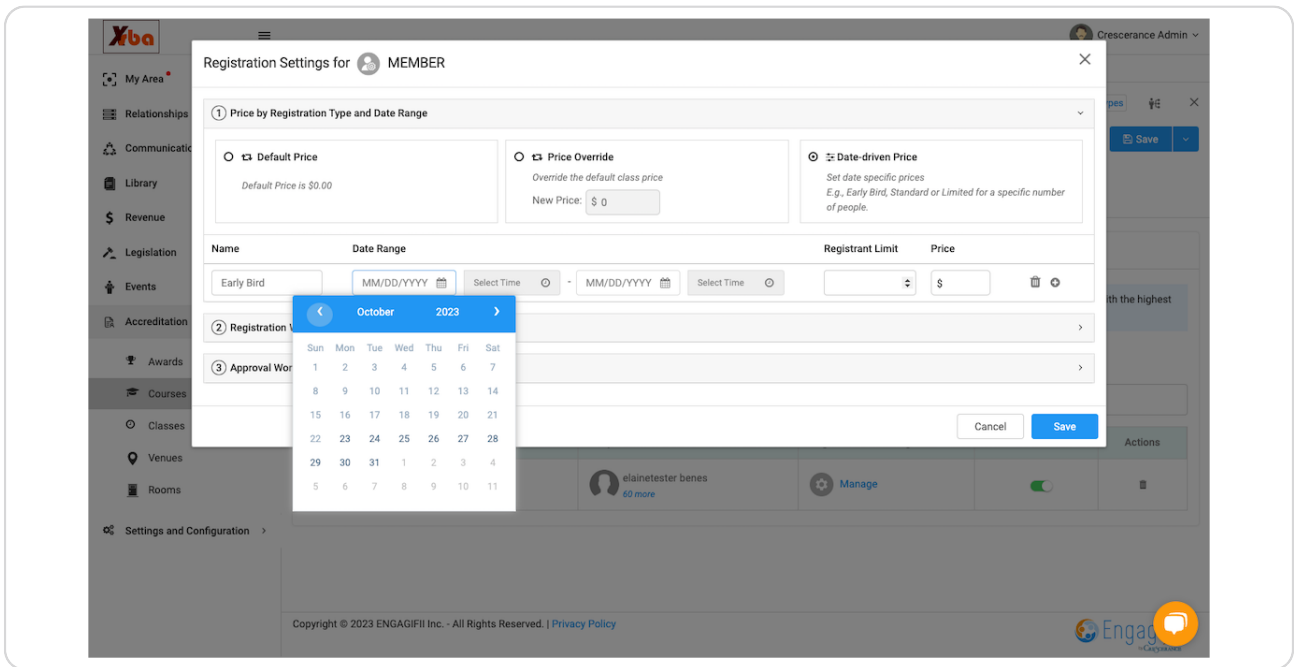 Xrba
Crescerance Admin
Registration Settings for MEMBER
My Area
Relationships
1 Price by Registration Type and Date Range
ypes
Save
Communicatio
Default Price
Default Price is $0.00
Price Override
Override the default class price
New Price: $ 0
Date-driven Price
Set date specific prices
E.g., Early Bird, Standard or Limited for a specific number
of people.
Library
Revenue
Legislation
Events
Accreditation
Name Date Range Registrant Limit Price
Early Bird MM/DD/YYYY Select Time - MM/DD/YYYY Select Time $
ith the highest
October 2023
2 Registration W
3 Approval Wor
Sun Mon Tue Wed Thu Fri Sat
1 2 3 4 5 6 7
8 9 10 11 12 13 14
15 16 17 18 19 20 21
22 23 24 25 26 27 28
29 30 31 1 2 3 4
5 6 7 8 9 10 11
Cancel Save
Awards
Courses
Classes
Venues
Rooms
Settings and Configuration
Actions
elainetester benes
60 more
Manage
Copyright © 2023 ENGAGIFII Inc. - All Rights Reserved. | Privacy Policy
Engag